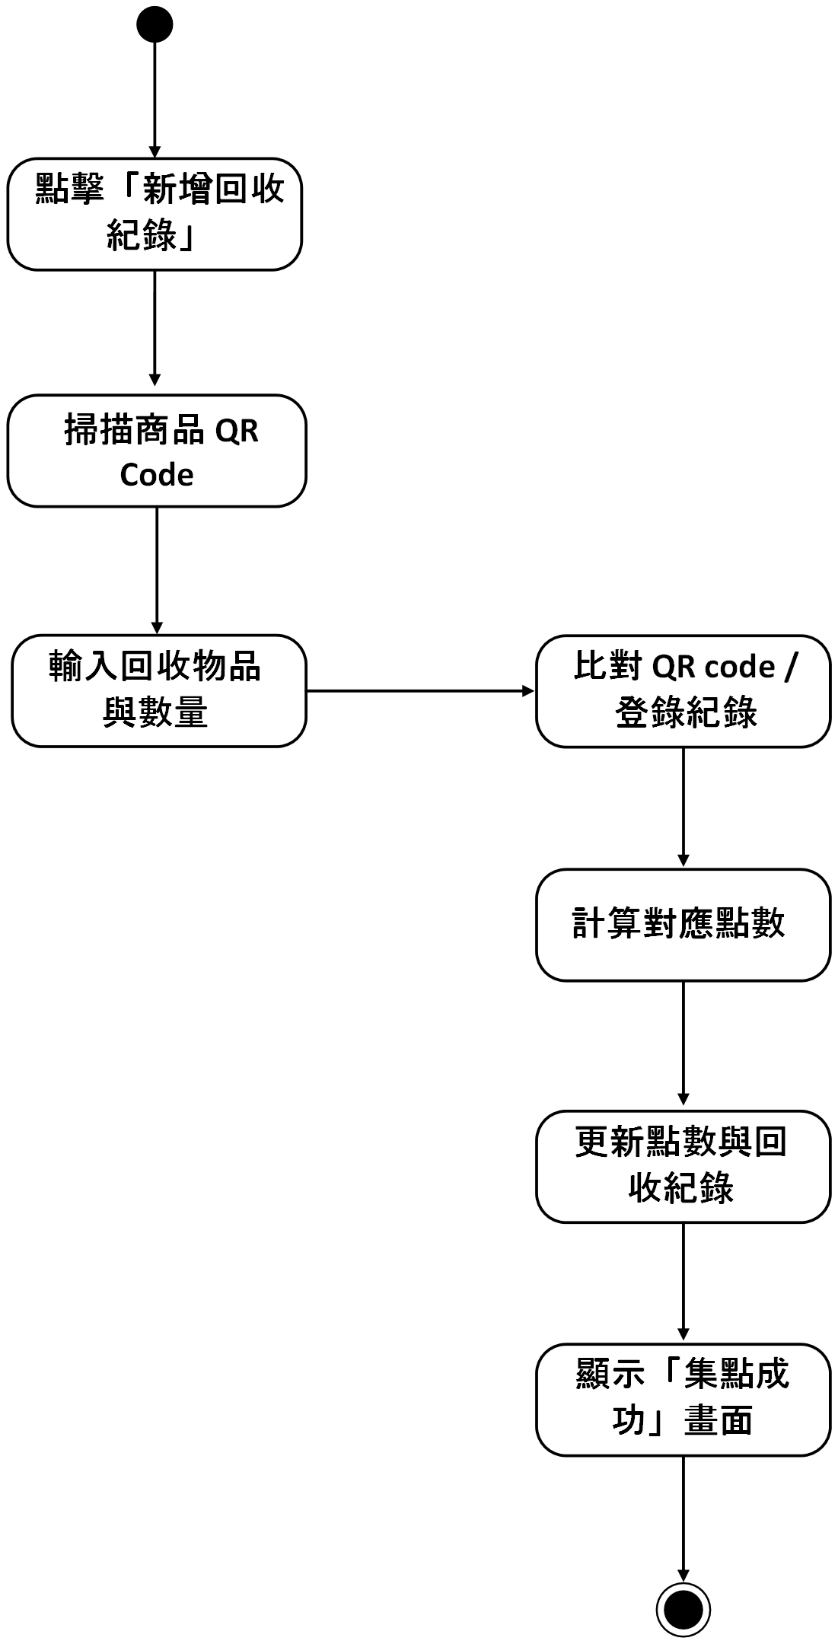 點擊「新增回收
紀錄」
掃描商品 QR
Code
輸入回收物品
與數量
比對 QR code /
登錄紀錄
計算對應點數
更新點數與回
收紀錄
顯示「集點成
功」畫面